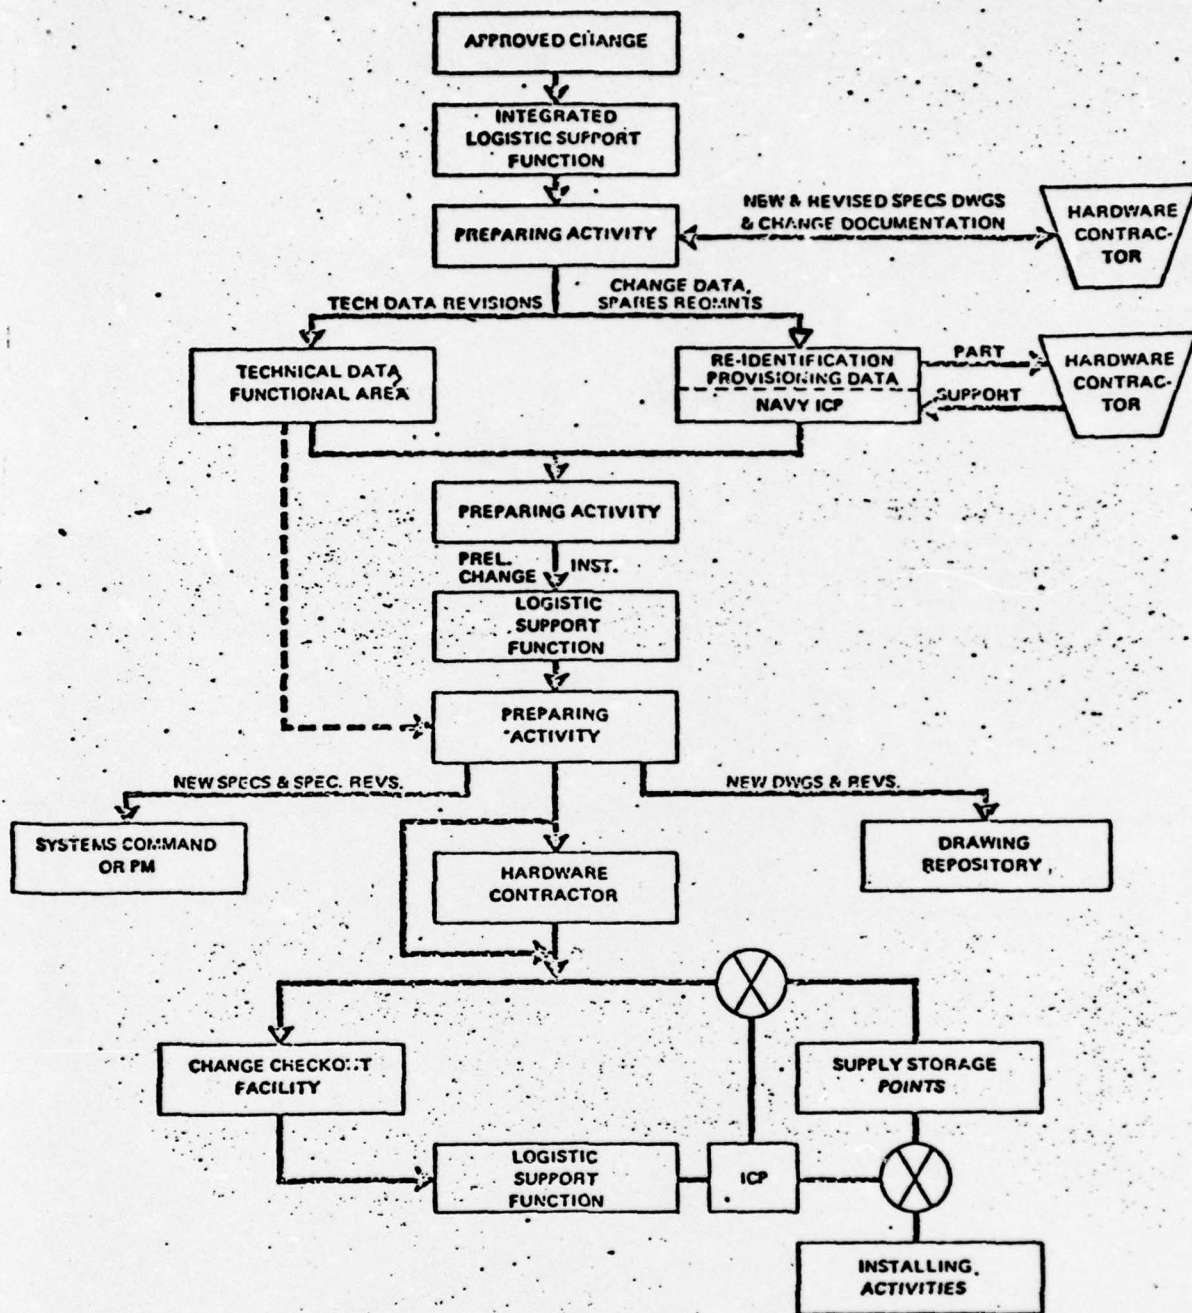 APPROVED CHANGE
INTEGRATED
LOGISTIC SUPPORT
FUNCTION
PREPARING ACTIVITY
NEW & REVISED SPECS DWGS
& CHANGE DOCUMENTATION
HARDWARE
CONTRAC-
TOR
TECH DATA REVISIONS
CHANGE DATA,
SPARES REQMNTS
TECHNICAL DATA
FUNCTIONAL AREA
RE-IDENTIFICATION
PROVISIONING DATA
NAVY ICP
PART
SUPPORT
HARDWARE
CONTRAC-
TOR
PREPARING ACTIVITY
PREL. INST.
CHANGE
LOGISTIC
SUPPORT
FUNCTION
PREPARING
ACTIVITY
NEW SPECS & SPEC. REVS.
NEW DWGS & REVS.
SYSTEMS COMMAND
OR PM
HARDWARE
CONTRACTOR
DRAWING
REPOSITORY
CHANGE CHECKOUT
FACILITY
SUPPLY STORAGE
POINTS
LOGISTIC
SUPPORT
FUNCTION
ICP
INSTALLING
ACTIVITIES